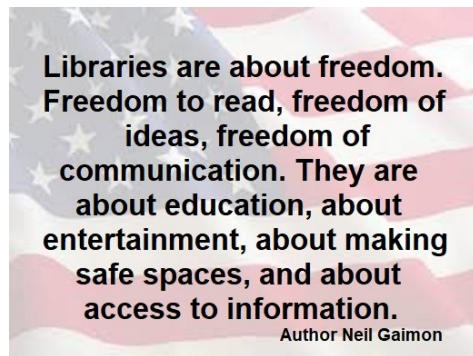 Libraries are about freedom.
Freedom to read, freedom of
ideas, freedom of
communication. They are
about education, about
entertainment, about making
safe spaces, and about
access to information.
Author Neil Gaimon